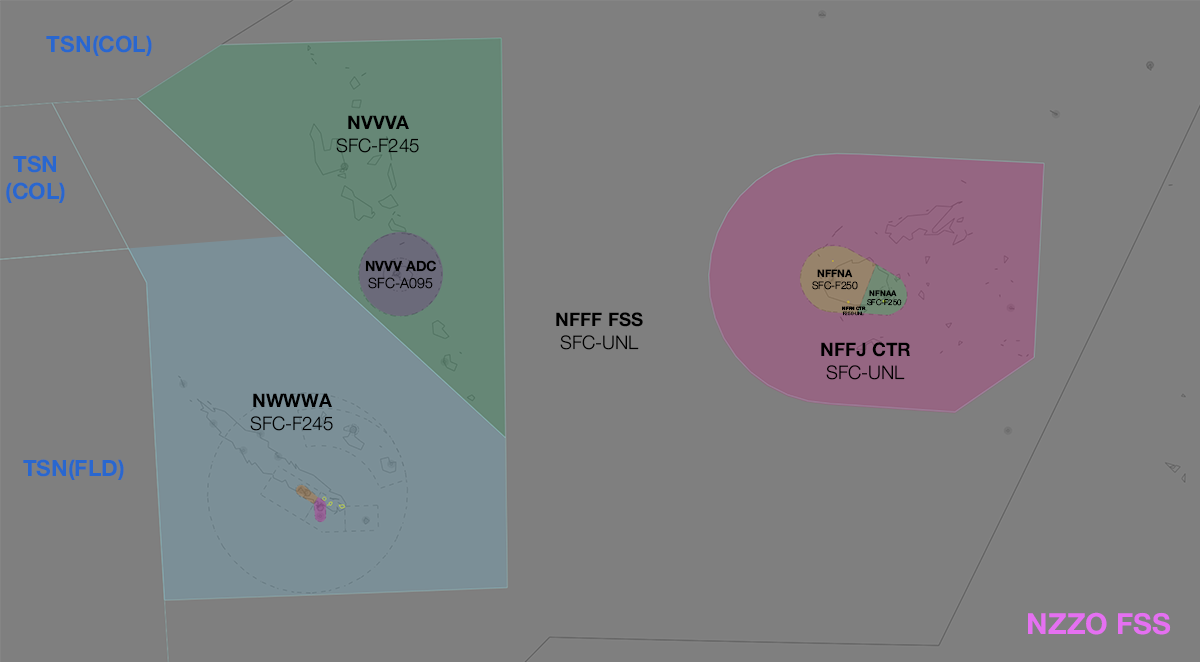 TSN(COL)
NVVVA
SFC-F245
TSN
(COL)
NVVV ADC
SFC-A095
NFFNA
SFC-F250
NFNAA
SFC-F250
NFFF FSS
SFC-UNL
NFFJ CTR
SFC-UNL
NWWWA
SFC-F245
TSN(FLD)
NZZO FSS